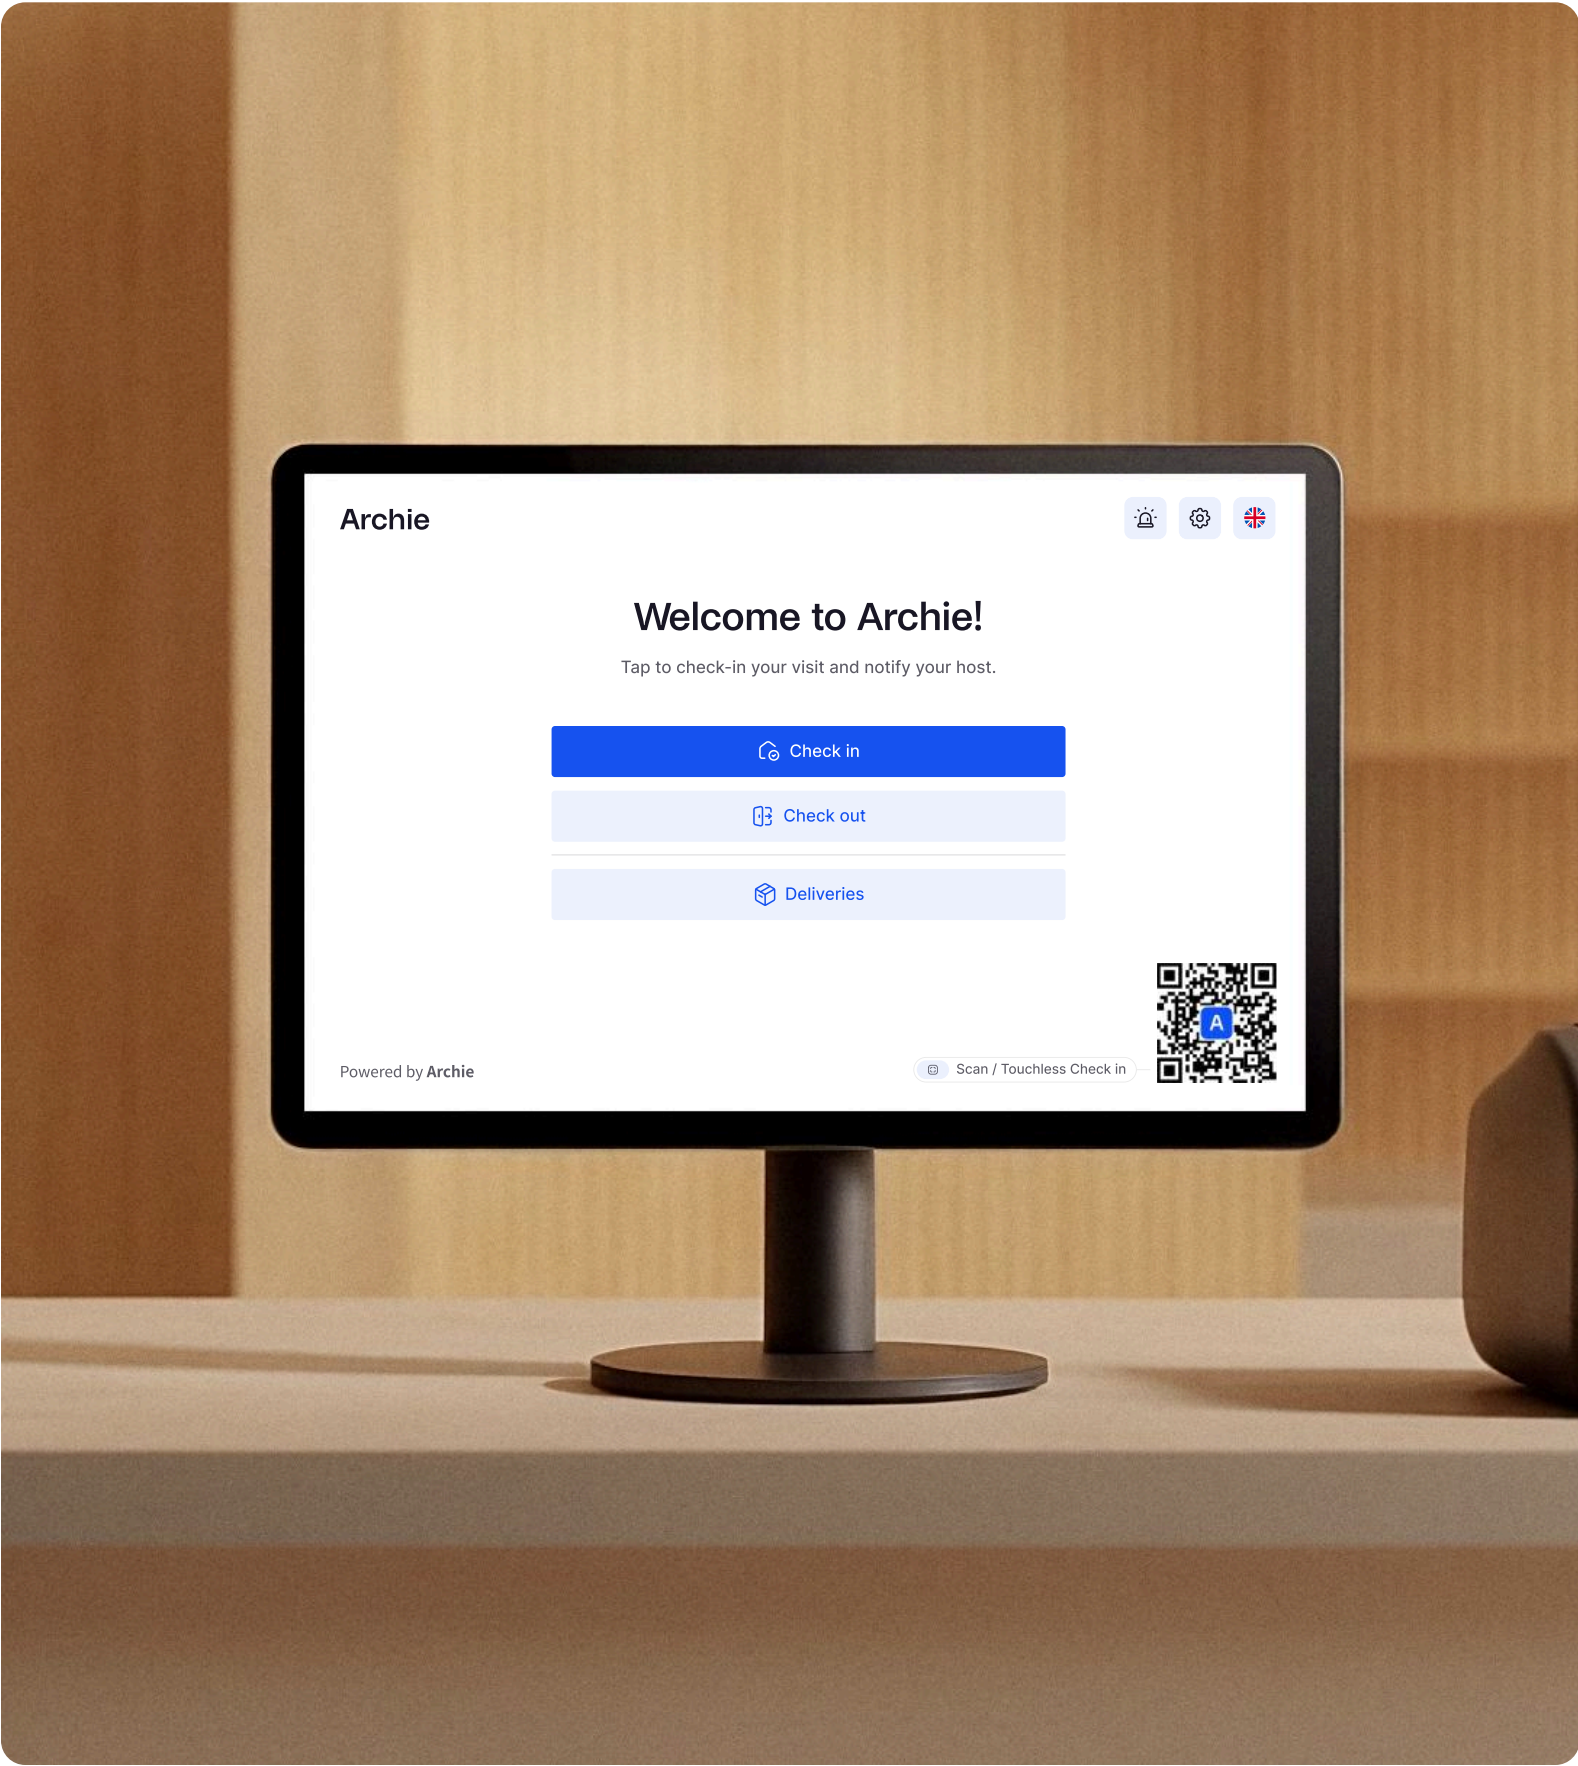 Archie
Welcome to Archie!
Tap to check-in your visit and notify your host.
Check in
Check out
Deliveries
A
Scan / Touchless Check in
Powered by Archie